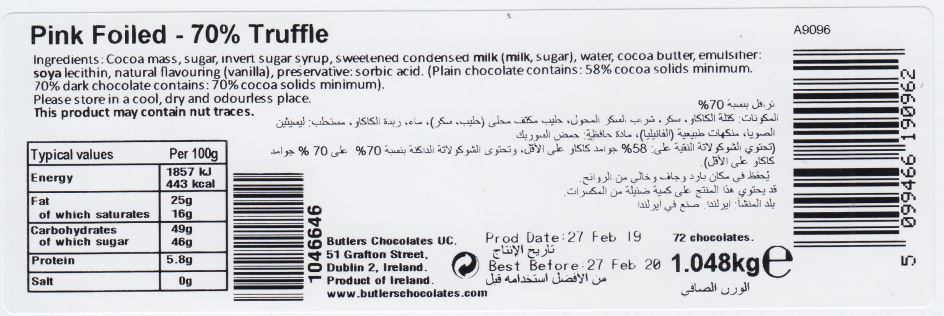 Pink Foiled - 70% Truffle
A9096
Ingredients: Cocoa mass, sugar, invert sugar syrup, sweetened condensed milk (milk, sugar), water, cocoa butter, emulsifier:
soya lecithin, natural flavouring (vanilla), preservative: sorbic acid. (Plain chocolate contains: 58% cocoa solids minimum.
70% dark chocolate contains: 70% cocoa solids minimum).
Please store in a cool, dry and odourless place.
This product may contain nut traces.
ترافل بنسبة 70%
المكونات: كتلة الكاكاو، سكر، شراب السكر المحول، حليب مكثف محلى (حليب، سكر)، ماء، زبدة الكاكاو، مستحلب: ليسيثين
الصويا، منكهات طبيعية (الفانيليا)، مادة حافظة: حمض السوربيك
(تحتوي الشوكولاتة النقية على: 58% جوامد كاكاو على الأقل، وتحتوي الشوكولاتة الداكنة بنسبة 70% على 70 % جوامد
كاكاو على الأقل).
يُحفظ في مكان بارد وجاف وخالي من الروائح.
قد يحتوي هذا المنتج على كمية ضئيلة من المكسرات.
بلد المنشأ: ايرلندا. صنع في ايرلندا
Typical values Per 100g
Energy 1857 kJ
443 kcal
Fat 25g
of which saturates 16g
Carbohydrates 49g
of which sugar 46g
Protein 5.8g
Salt 0g
1046646
Butlers Chocolates UC,
51 Grafton Street,
Dublin 2, Ireland.
Product of Ireland.
www.butlerschocolates.com
Prod Date:27 Feb 19
تاريخ الإنتاج
Best Before:27 Feb 20
من الأفضل استخدامه قبل
72 chocolates.
1.048kg℮
الوزن الصافي
5 099466 190962